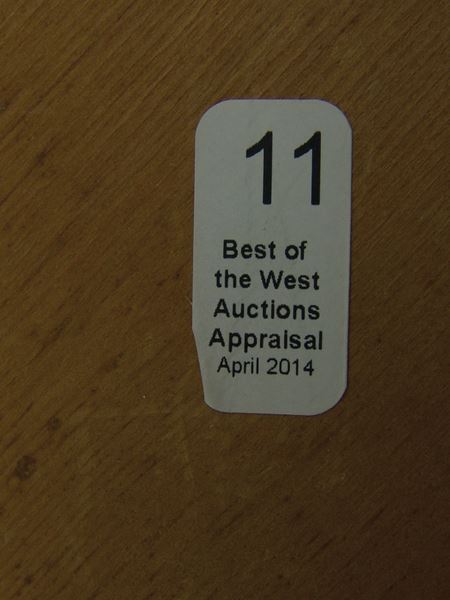 11
Best of
the West
Auctions
Appraisal
April 2014